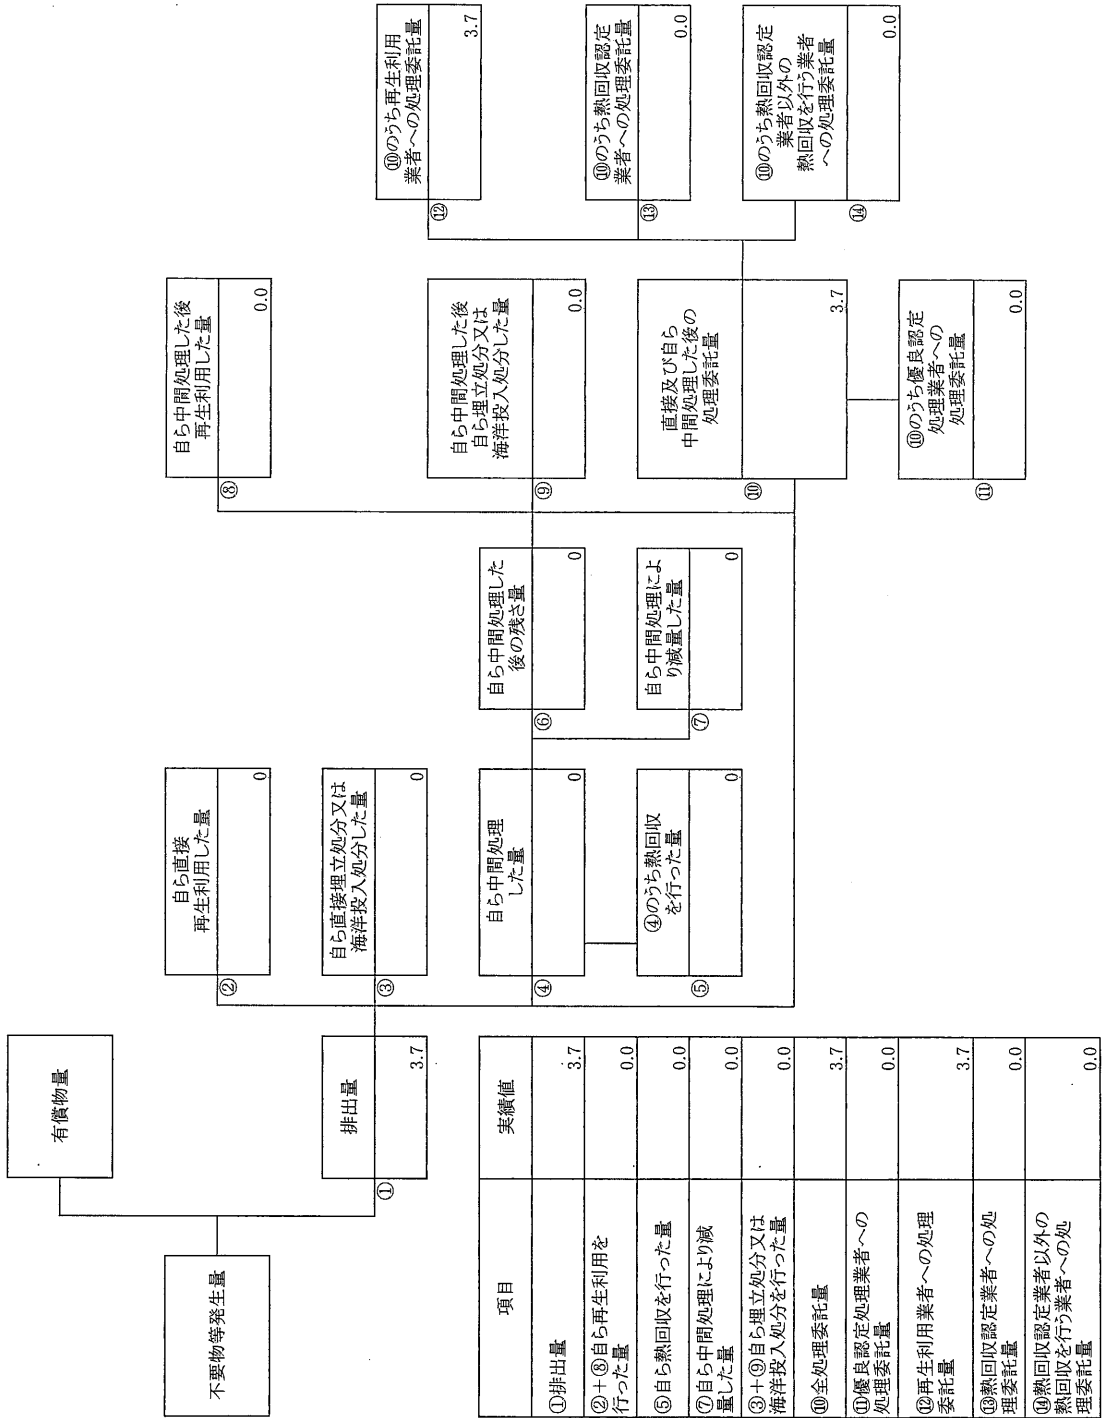 不要物等発生量
有償物量
排出量
①
3.7
自ら直接
再生利用した量
②
0
自ら直接埋立処分又は
海洋投入処分した量
③
0
自ら中間処理
した量
④
0
④のうち熱回収
を行った量
⑤
0
自ら中間処理した
後の残さ量
⑥
0
自ら中間処理によ
り減量した量
⑦
0
自ら中間処理した後
再生利用した量
⑧
0.0
自ら中間処理した後
自ら埋立処分又は
海洋投入処分した量
⑨
0.0
直接及び自ら
中間処理した後の
処理委託量
⑩
3.7
⑩のうち優良認定
処理業者への
処理委託量
⑪
0.0
⑩のうち再生利用
業者への処理委託量
⑫
3.7
⑩のうち熱回収認定
業者への処理委託量
⑬
0.0
⑩のうち熱回収認定
業者以外の
熱回収を行う業者
への処理委託量
⑭
0.0
項目 実績値
①排出量 3.7
②+⑧自ら再生利用を
行った量 0.0
⑤自ら熱回収を行った量 0.0
⑦自ら中間処理により減
量した量 0.0
③+⑨自ら埋立処分又は
海洋投入処分を行った量 0.0
⑩全処理委託量 3.7
⑪優良認定処理業者への
処理委託量 0.0
⑫再生利用業者への処理
委託量 3.7
⑬熱回収認定業者への処
理委託量 0.0
⑭熱回収認定業者以外の
熱回収を行う業者への処
理委託量 0.0